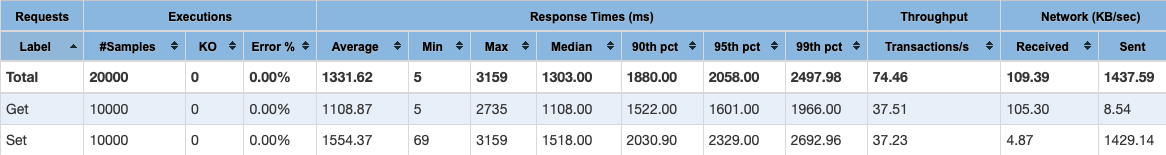 Requests Executions Response Times (ms) Throughput Network (KB/sec)
Label #Samples KO Error % Average Min Max Median 90th pct 95th pct 99th pct Transactions/s Received Sent
Total 20000 0 0.00% 1331.62 5 3159 1303.00 1880.00 2058.00 2497.98 74.46 109.39 1437.59
Get 10000 0 0.00% 1108.87 5 2735 1108.00 1522.00 1601.00 1966.00 37.51 105.30 8.54
Set 10000 0 0.00% 1554.37 69 3159 1518.00 2030.90 2329.00 2692.96 37.23 4.87 1429.14